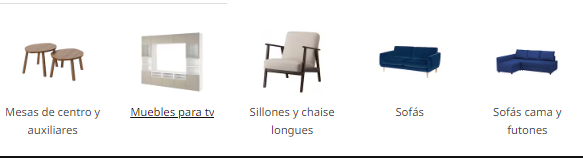 Mesas de centro y
auxiliares
Muebles para tv
Sillones y chaise
longues
Sofás
Sofás cama y
futones